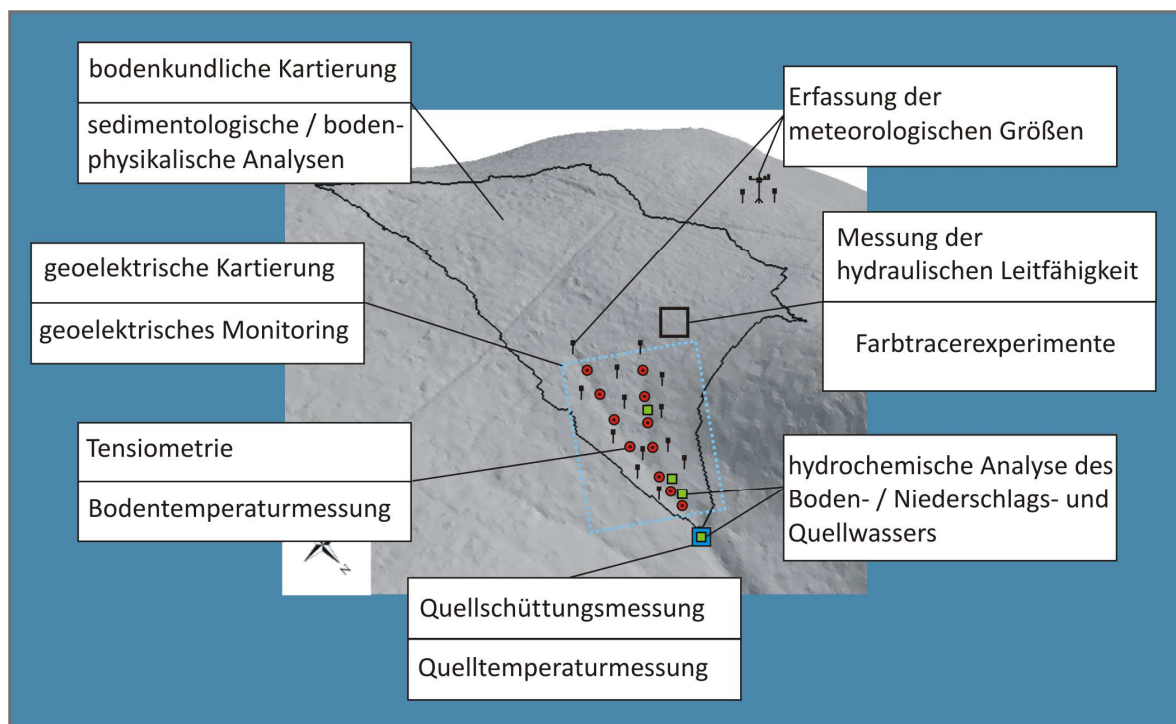 bodenkundliche Kartierung
sedimentologische / boden-
physikalische Analysen
Erfassung der
meteorologischen Größen
geoelektrische Kartierung
geoelektrisches Monitoring
Messung der
hydraulischen Leitfähigkeit
Farbtracerexperimente
Tensiometrie
Bodentemperaturmessung
hydrochemische Analyse des
Boden- / Niederschlags- und
Quellwassers
N
Quellschüttungsmessung
Quelltemperaturmessung